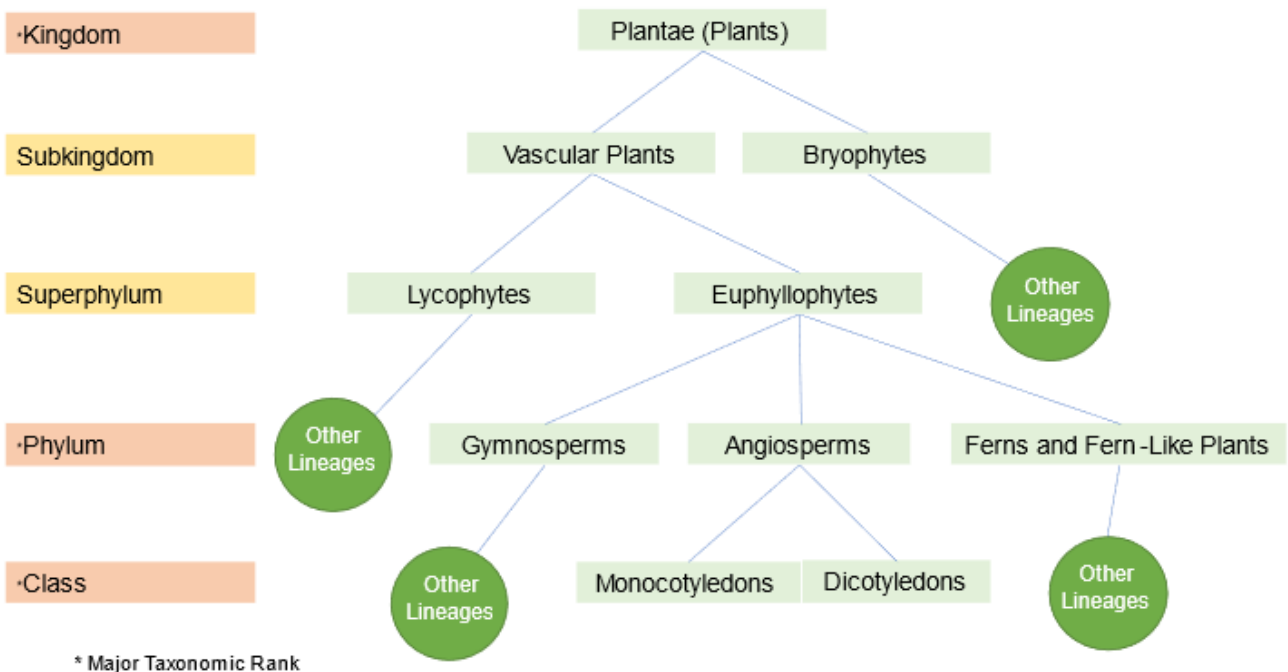 ·Kingdom
Plantae (Plants)
Subkingdom
Vascular Plants
Bryophytes
Superphylum
Lycophytes
Euphyllophytes
Other
Lineages
·Phylum
Other
Lineages
Gymnosperms
Angiosperms
Ferns and Fern-Like Plants
·Class
Other
Lineages
Monocotyledons
Dicotyledons
Other
Lineages
* Major Taxonomic Rank